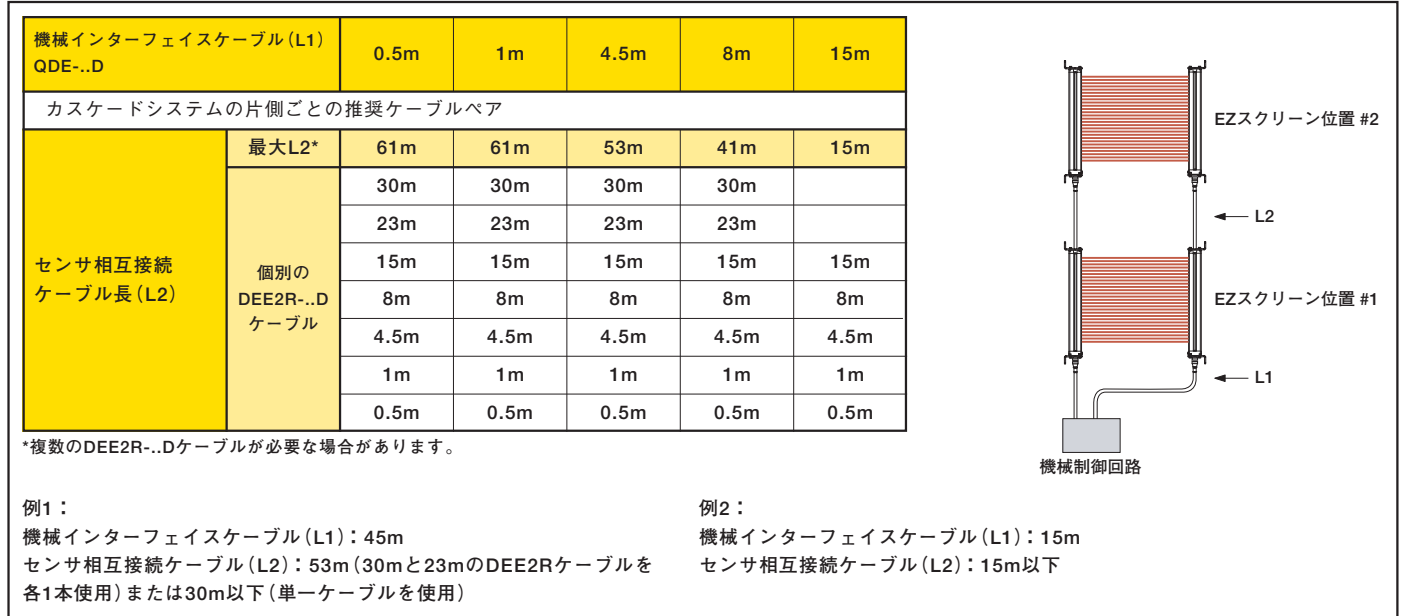 機械インターフェイスケーブル(L1)
QDE-..D
0.5m 1m 4.5m 8m 15m
カスケードシステムの片側ごとの推奨ケーブルペア
センサ相互接続
ケーブル長(L2)
最大L2* 61m 61m 53m 41m 15m
個別の
DEE2R-..D
ケーブル
30m 30m 30m 30m
23m 23m 23m 23m
15m 15m 15m 15m 15m
8m 8m 8m 8m 8m
4.5m 4.5m 4.5m 4.5m 4.5m
1m 1m 1m 1m 1m
0.5m 0.5m 0.5m 0.5m 0.5m
*複数のDEE2R-..Dケーブルが必要な場合があります。
EZスクリーン位置 #2
L2
EZスクリーン位置 #1
L1
機械制御回路
例1:
機械インターフェイスケーブル(L1):45m
センサ相互接続ケーブル(L2):53m(30mと23mのDEE2Rケーブルを
各1本使用)または30m以下(単一ケーブルを使用)
例2:
機械インターフェイスケーブル(L1):15m
センサ相互接続ケーブル(L2):15m以下